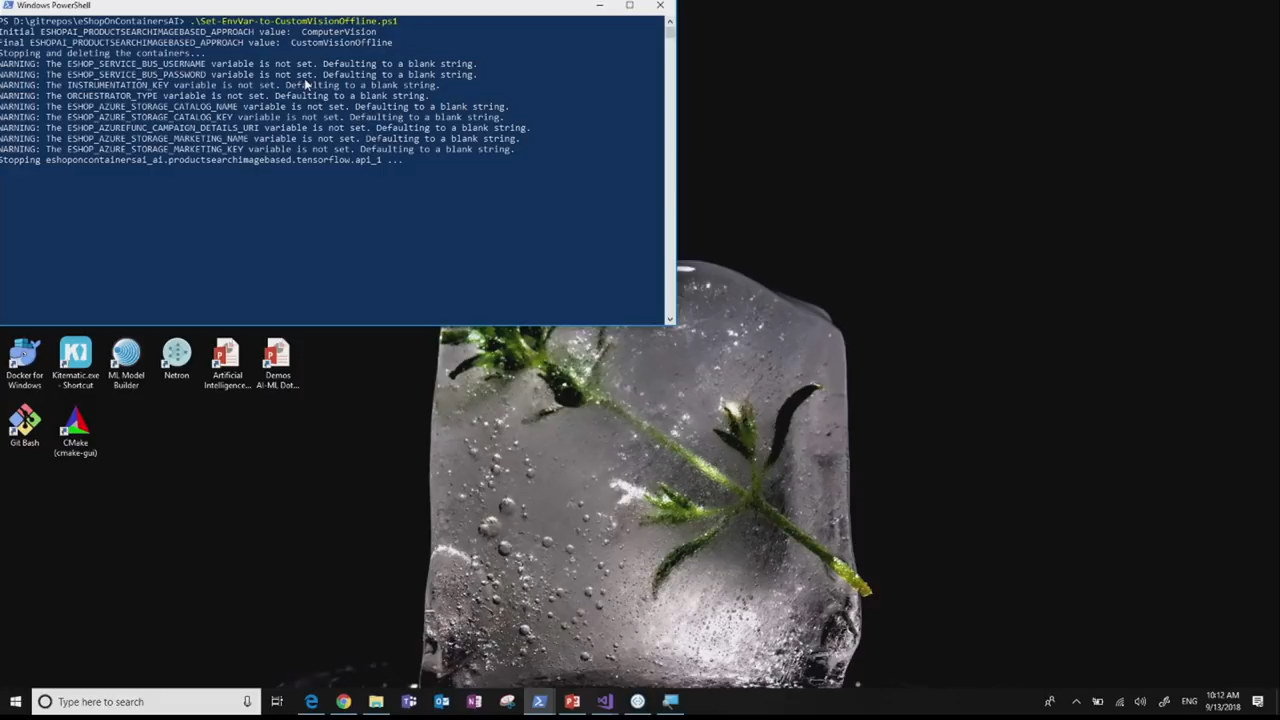 Windows PowerShell
PS D:\gitrepos\eShopOnContainersAI> .\Set-EnvVar-to-CustomVisionOffline.ps1
Initial ESHOPAI_PRODUCTSEARCHIMAGEBASED_APPROACH value:  ComputerVision
Final ESHOPAI_PRODUCTSEARCHIMAGEBASED_APPROACH value:  CustomVisionOffline
Stopping and deleting the containers...
WARNING: The ESHOP_SERVICE_BUS_USERNAME variable is not set. Defaulting to a blank string.
WARNING: The ESHOP_SERVICE_BUS_PASSWORD variable is not set. Defaulting to a blank string.
WARNING: The INSTRUMENTATION_KEY variable is not set. Defaulting to a blank string.
WARNING: The ORCHESTRATOR_TYPE variable is not set. Defaulting to a blank string.
WARNING: The ESHOP_AZURE_STORAGE_CATALOG_NAME variable is not set. Defaulting to a blank string.
WARNING: The ESHOP_AZURE_STORAGE_CATALOG_KEY variable is not set. Defaulting to a blank string.
WARNING: The ESHOP_AZUREFUNC_CAMPAIGN_DETAILS_URI variable is not set. Defaulting to a blank string.
WARNING: The ESHOP_AZURE_STORAGE_MARKETING_NAME variable is not set. Defaulting to a blank string.
WARNING: The ESHOP_AZURE_STORAGE_MARKETING_KEY variable is not set. Defaulting to a blank string.
Stopping eshoponcontainersai_ai.productsearchimagebased.tensorflow.api_1 ...
Docker for Windows
Kitematic.exe - Shortcut
ML Model Builder
Netron
Artificial Intelligence...
Demos AI-ML Dot...
Git Bash
CMake (cmake-gui)
Type here to search
ENG
10:12 AM
9/13/2018